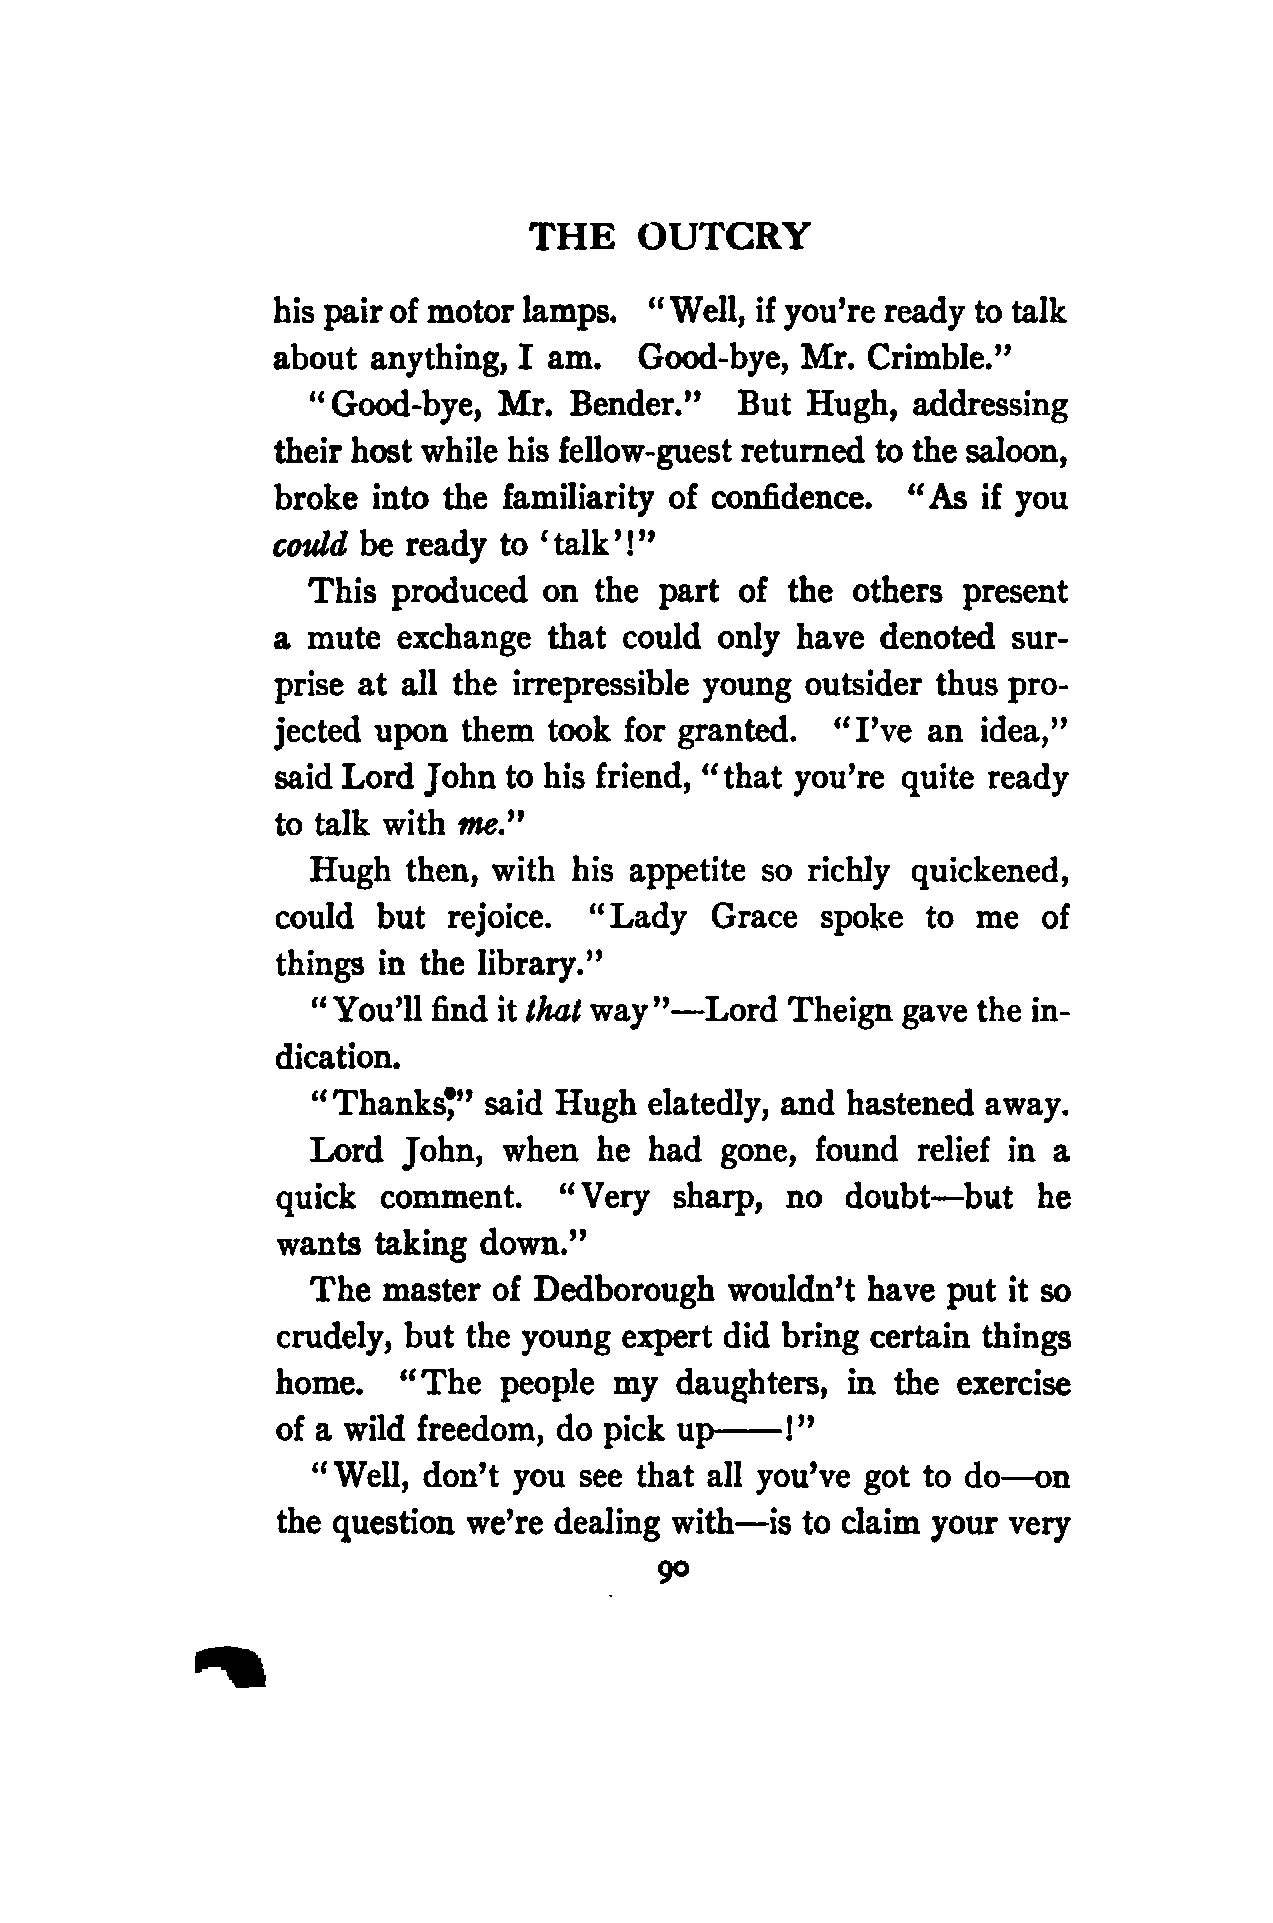 THE OUTCRY
his pair of motor lamps. "Well, if you're ready to talk
about anything, I am. Good-bye, Mr. Crimble."
"Good-bye, Mr. Bender." But Hugh, addressing
their host while his fellow-guest returned to the saloon,
broke into the familiarity of confidence. "As if you
could be ready to 'talk'!"
This produced on the part of the others present
a mute exchange that could only have denoted sur-
prise at all the irrepressible young outsider thus pro-
jected upon them took for granted. "I've an idea,"
said Lord John to his friend, "that you're quite ready
to talk with me."
Hugh then, with his appetite so richly quickened,
could but rejoice. "Lady Grace spoke to me of
things in the library."
"You'll find it that way"—Lord Theign gave the in-
dication.
"Thanks," said Hugh elatedly, and hastened away.
Lord John, when he had gone, found relief in a
quick comment. "Very sharp, no doubt—but he
wants taking down."
The master of Dedborough wouldn't have put it so
crudely, but the young expert did bring certain things
home. "The people my daughters, in the exercise
of a wild freedom, do pick up——!"
"Well, don't you see that all you've got to do—on
the question we're dealing with—is to claim your very
90